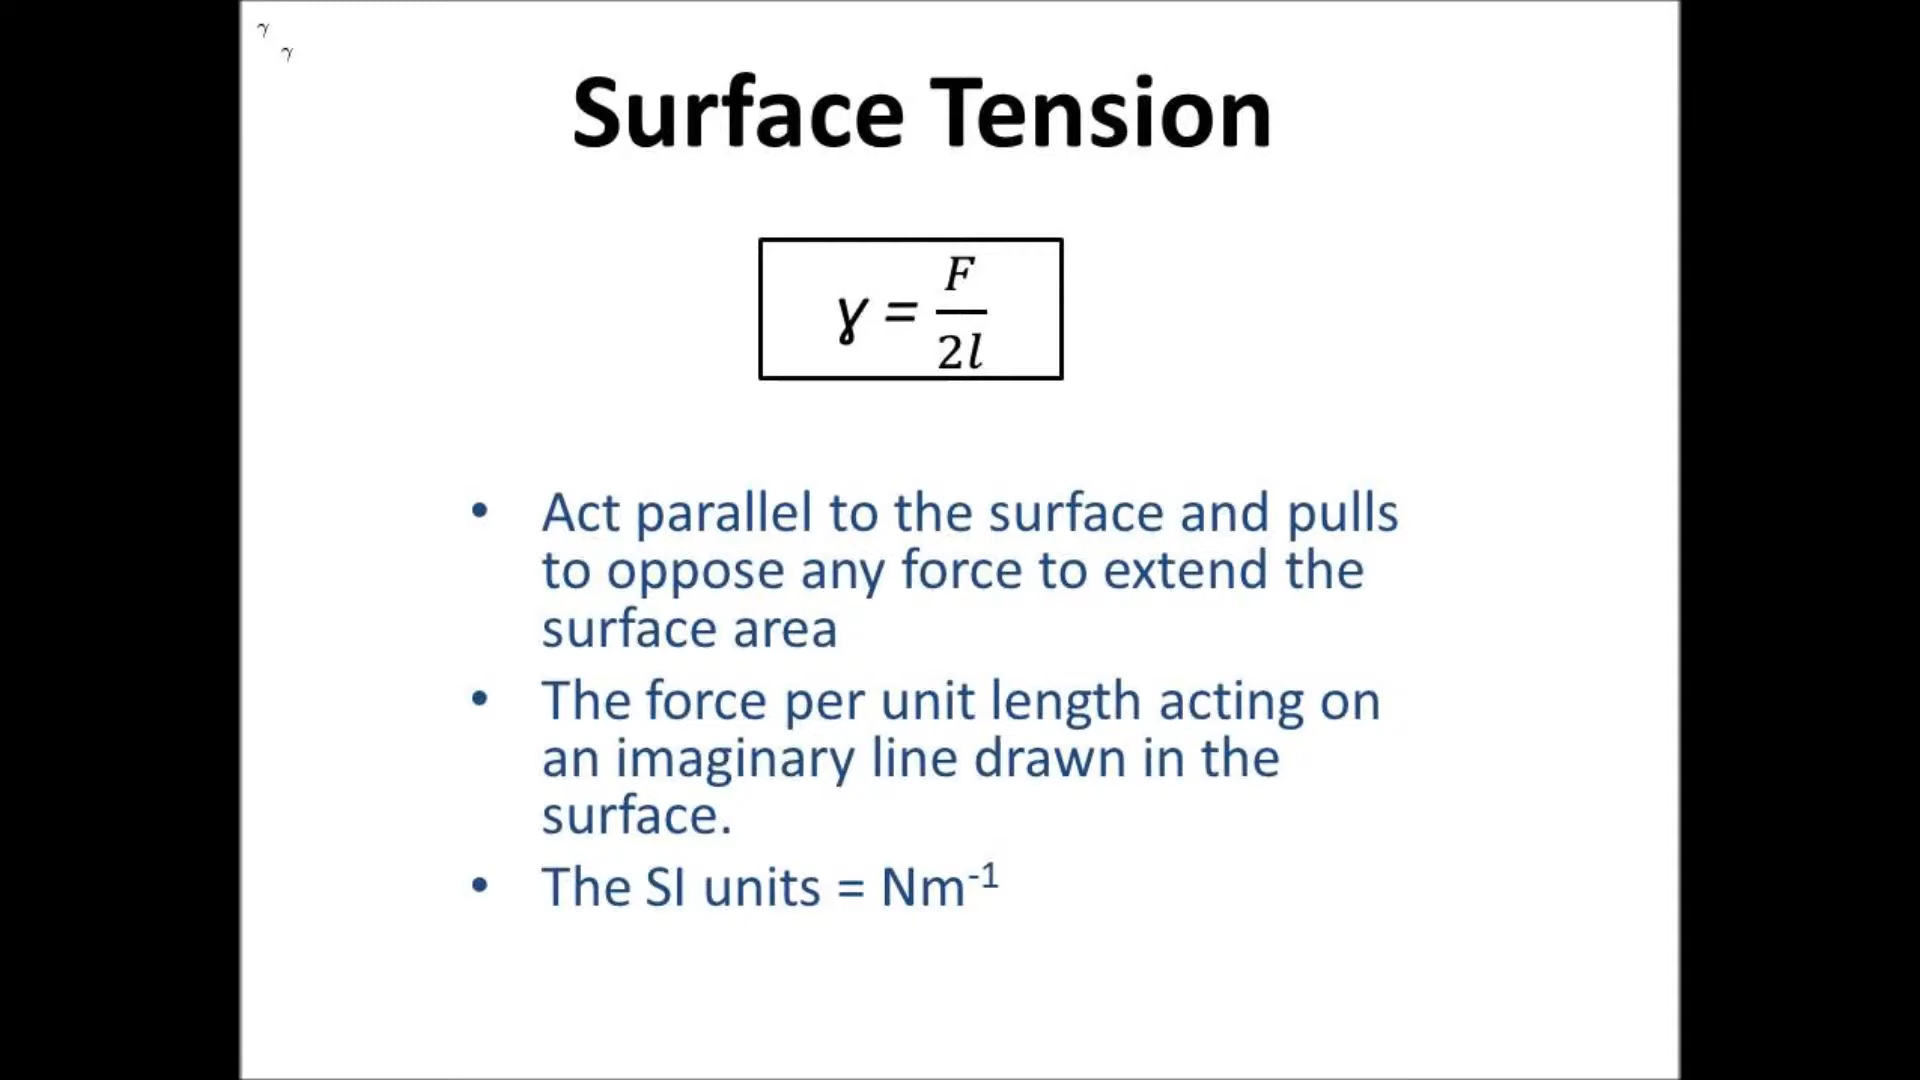 γ
γ
Surface Tension
ɣ = F/2l
• Act parallel to the surface and pulls
to oppose any force to extend the
surface area
• The force per unit length acting on
an imaginary line drawn in the
surface.
• The SI units = Nm⁻¹